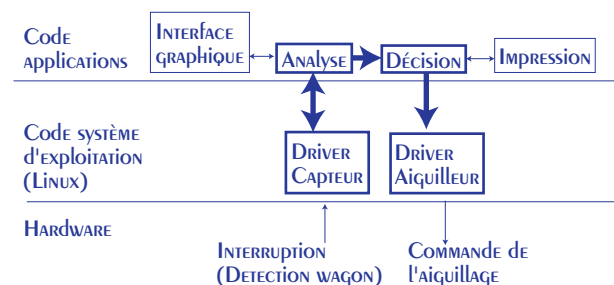 Code
applications
Interface
graphique
Analyse
Décision
Impression
Code système
d'exploitation
(Linux)
Driver
Capteur
Driver
Aiguilleur
Hardware
Interruption
(Detection wagon)
Commande de
l'aiguillage